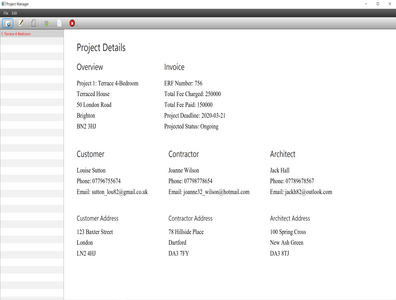 Project Manager
File Edit
1: Terrace 4-Bedroom
Project Details
Overview
Project 1: Terrace 4-Bedroom
Terraced House
50 London Road
Brighton
BN2 3HJ
Invoice
ERF Number: 756
Total Fee Charged: 250000
Total Fee Paid: 150000
Project Deadline: 2020-03-21
Projected Status: Ongoing
Customer
Louise Sutton
Phone: 07796755674
Email: sutton_lou82@gmail.co.uk
Contractor
Joanne Wilson
Phone: 07798778654
Email: joanne32_wilson@hotmail.com
Architect
Jack Hall
Phone: 07789678567
Email: jackh82@outlook.com
Customer Address
123 Baxter Street
London
LN2 4HJ
Contractor Address
78 Hillside Place
Dartford
DA3 7FY
Architect Address
100 Spring Cross
New Ash Green
DA3 8TJ